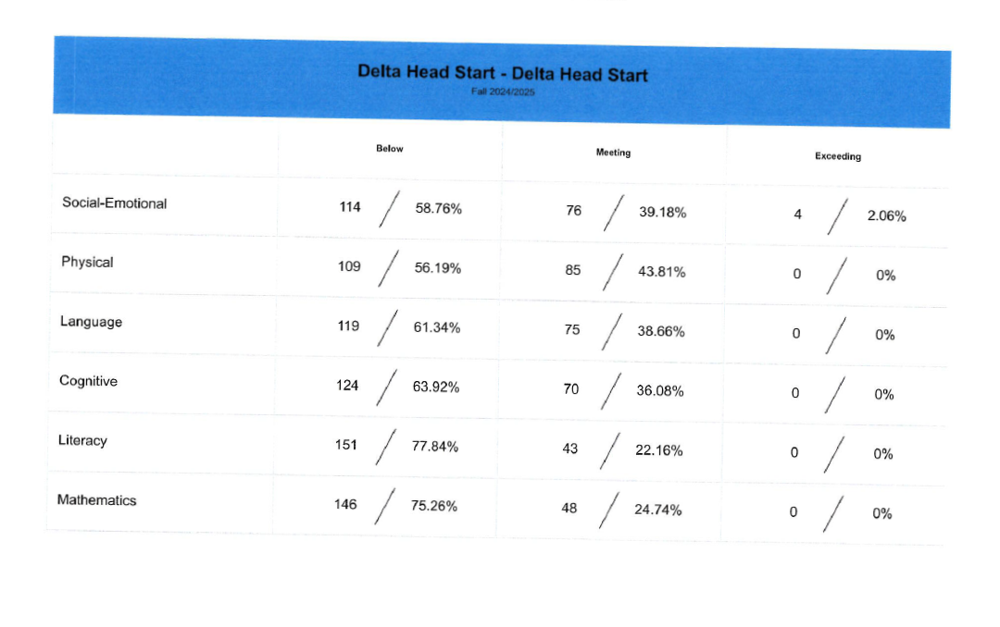 Delta Head Start - Delta Head Start
Fall 2024/2025
Below Meeting Exceeding
Social-Emotional 114 / 58.76% 76 / 39.18% 4 / 2.06%
Physical 109 / 56.19% 85 / 43.81% 0 / 0%
Language 119 / 61.34% 75 / 38.66% 0 / 0%
Cognitive 124 / 63.92% 70 / 36.08% 0 / 0%
Literacy 151 / 77.84% 43 / 22.16% 0 / 0%
Mathematics 146 / 75.26% 48 / 24.74% 0 / 0%